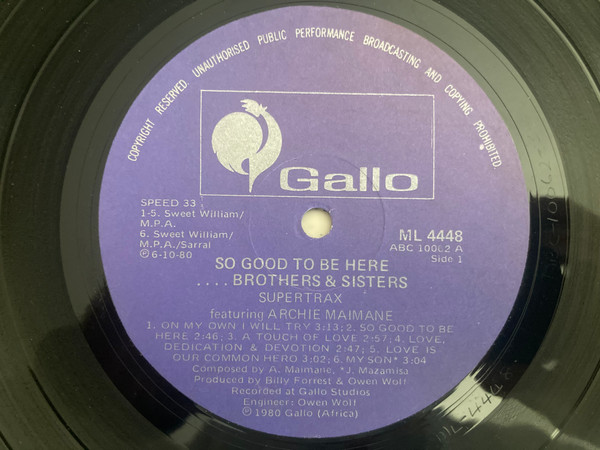 COPYRIGHT RESERVED. UNAUTHORISED PUBLIC PERFORMANCE BROADCASTING AND COPYING PROHIBITED.
Gallo
SPEED 33
1-5. Sweet William/
M.P.A.
6. Sweet William/
M.P.A./Sarral
℗6-10-80
ML 4448
ABC 10062 A
Side 1
SO GOOD TO BE HERE
....BROTHERS & SISTERS
SUPERTRAX
featuring ARCHIE MAIMANE
1. ON MY OWN I WILL TRY 3:13; 2. SO GOOD TO BE
HERE 2:46; 3. A TOUCH OF LOVE 2:57; 4. LOVE,
DEDICATION & DEVOTION 2:47; 5. LOVE IS
OUR COMMON HERO 3:02; 6. MY SON* 3:04
Composed by A. Maimane, *J. Mazamisa
Produced by Billy Forrest & Owen Wolf
Recorded at Gallo Studios
Engineer: Owen Wolf
℗1980 Gallo (Africa)
ML-4448